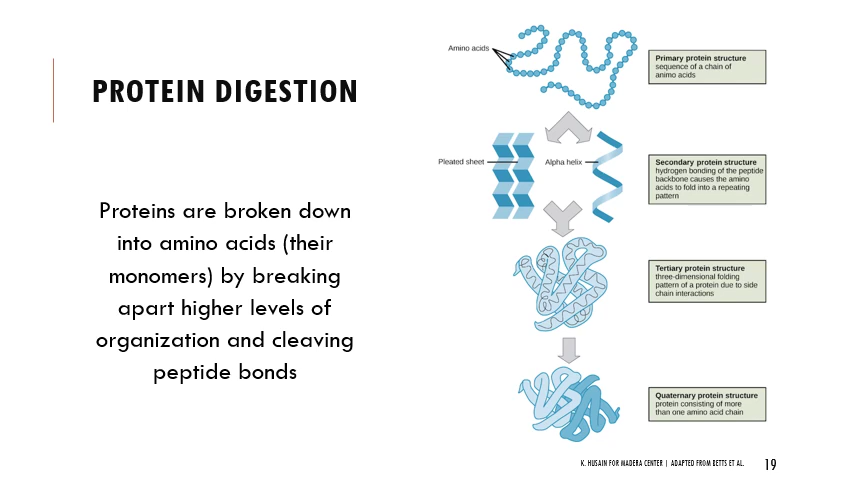 PROTEIN DIGESTION
Proteins are broken down
into amino acids (their
monomers) by breaking
apart higher levels of
organization and cleaving
peptide bonds
Amino acids
Primary protein structure
sequence of a chain of
animo acids
Pleated sheet
Alpha helix
Secondary protein structure
hydrogen bonding of the peptide
backbone causes the amino
acids to fold into a repeating
pattern
Tertiary protein structure
three-dimensional folding
pattern of a protein due to side
chain interactions
Quaternary protein structure
protein consisting of more
than one amino acid chain
K. HUSAIN FOR MADERA CENTER | ADAPTED FROM BETTS ET AL.
19